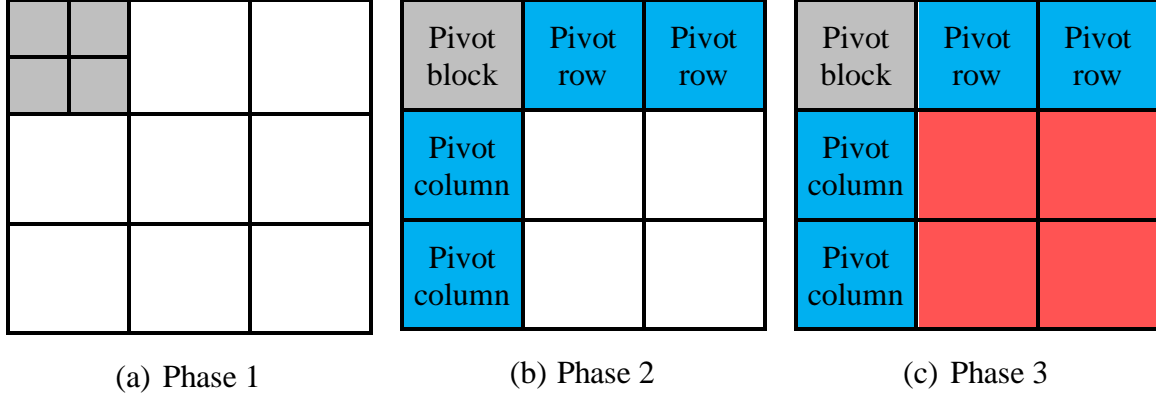 Pivot
block
Pivot
row
Pivot
row
Pivot
column
Pivot
column
Pivot
block
Pivot
row
Pivot
row
Pivot
column
Pivot
column
(a) Phase 1
(b) Phase 2
(c) Phase 3